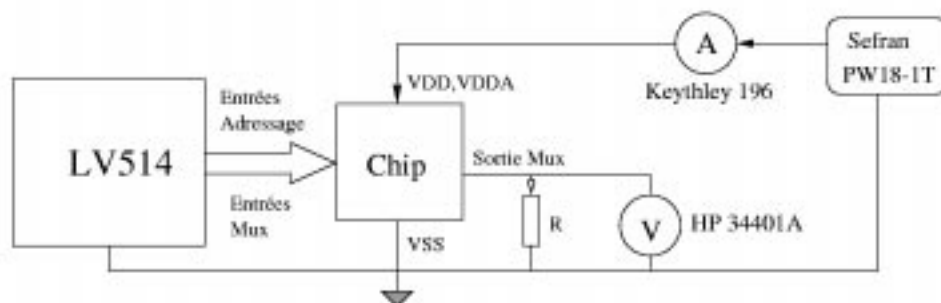 A
Sefran
PW18-1T
Keythley 196
VDD,VDDA
Entrées
Adressage
LV514
Chip
Sortie Mux
Entrées
Mux
R
V
HP 34401A
VSS